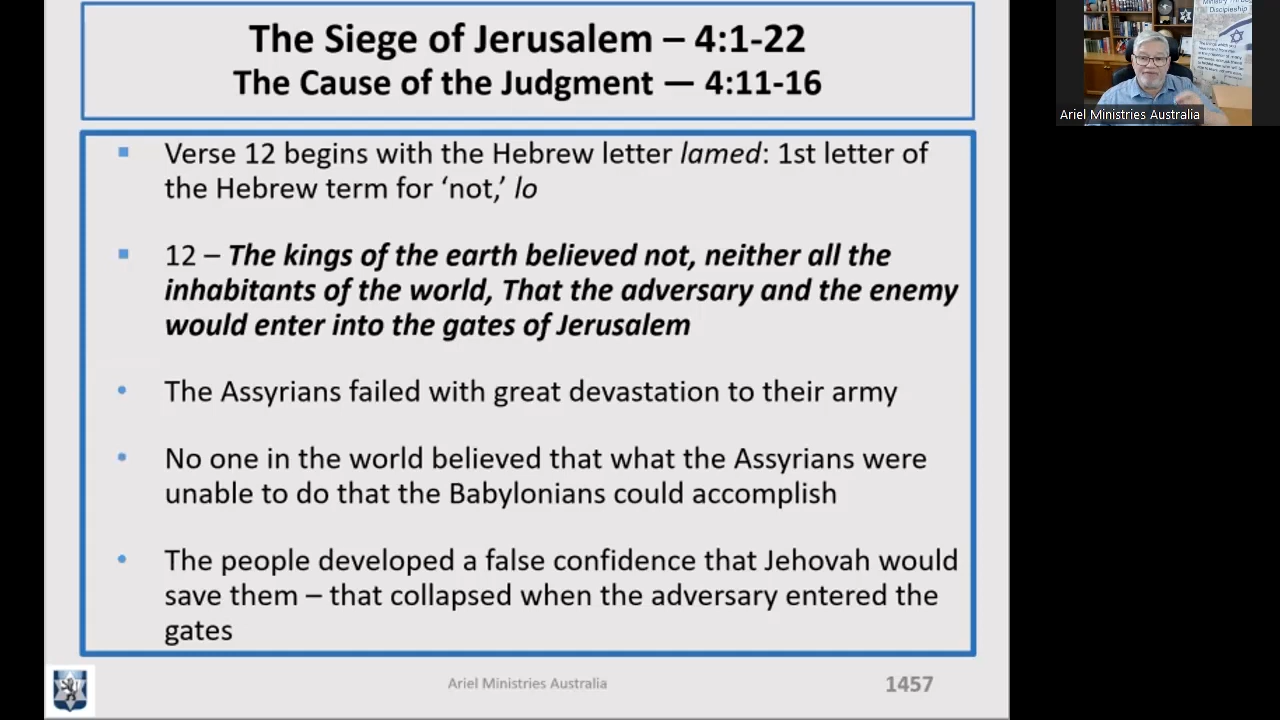 The Siege of Jerusalem – 4:1-22
The Cause of the Judgment — 4:11-16
Verse 12 begins with the Hebrew letter lamed: 1st letter of
the Hebrew term for ‘not,’ lo
12 – The kings of the earth believed not, neither all the
inhabitants of the world, That the adversary and the enemy
would enter into the gates of Jerusalem
The Assyrians failed with great devastation to their army
No one in the world believed that what the Assyrians were
unable to do that the Babylonians could accomplish
The people developed a false confidence that Jehovah would
save them – that collapsed when the adversary entered the
gates
Ariel Ministries Australia
1457
Discipleship
Ariel Ministries Australia